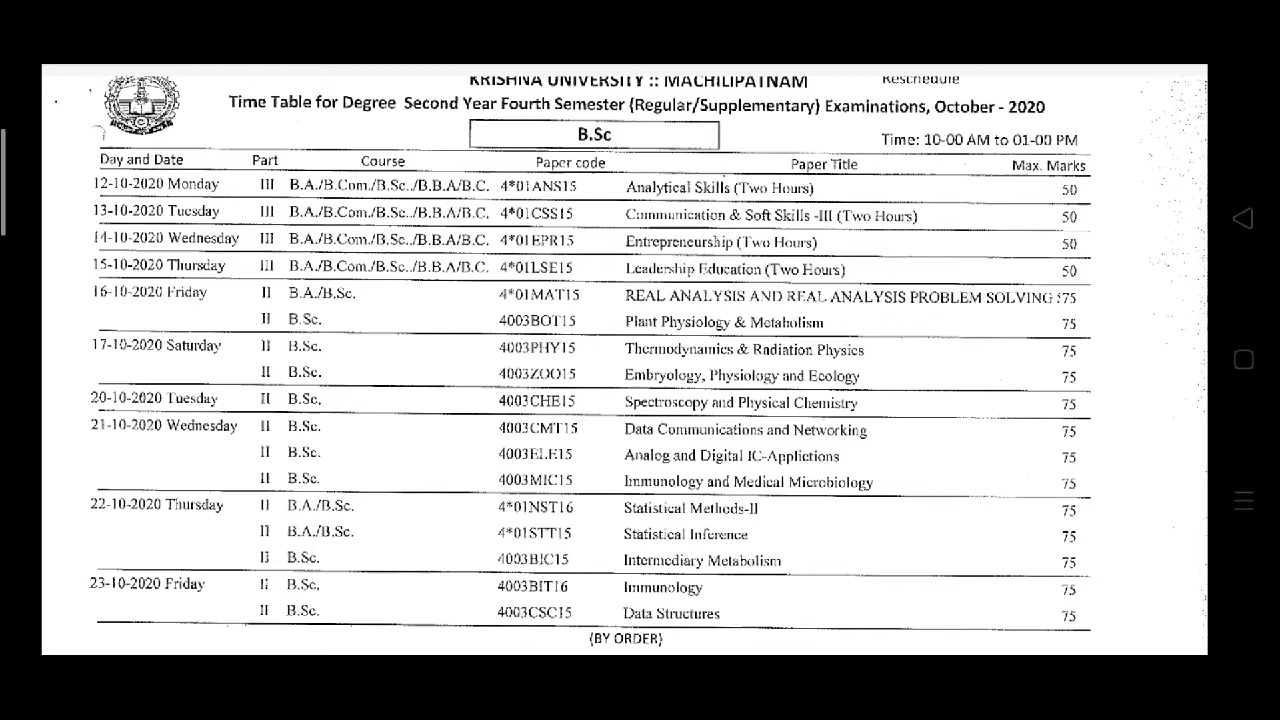 KRISHNA UNIVERSITY :: MACHILIPATNAM Reschedule
Time Table for Degree Second Year Fourth Semester (Regular/Supplementary) Examinations, October - 2020
B.Sc
Time: 10-00 AM to 01-00 PM
Day and Date Part Course Paper code Paper Title Max. Marks
12-10-2020 Monday III B.A./B.Com./B.Sc../B.B.A/B.C. 4*01ANS15 Analytical Skills (Two Hours) 50
13-10-2020 Tuesday III B.A./B.Com./B.Sc../B.B.A/B.C. 4*01CSS15 Communication & Soft Skills -III (Two Hours) 50
14-10-2020 Wednesday III B.A./B.Com./B.Sc../B.B.A/B.C. 4*01EPR15 Entrepreneurship (Two Hours) 50
15-10-2020 Thursday III B.A./B.Com./B.Sc../B.B.A/B.C. 4*01LSE15 Leadership Education (Two Hours) 50
16-10-2020 Friday II B.A./B.Sc. 4*01MAT15 REAL ANALYSIS AND REAL ANALYSIS PROBLEM SOLVING 75
II B.Sc. 4003BOT15 Plant Physiology & Metabolism 75
17-10-2020 Saturday II B.Sc. 4003PHY15 Thermodynamics & Radiation Physics 75
II B.Sc. 4003ZOO15 Embryology, Physiology and Ecology 75
20-10-2020 Tuesday II B.Sc. 4003CHE15 Spectroscopy and Physical Chemistry 75
21-10-2020 Wednesday II B.Sc. 4003CMT15 Data Communications and Networking 75
II B.Sc. 4003ELE15 Analog and Digital IC-Applictions 75
II B.Sc. 4003MIC15 Immunology and Medical Microbiology 75
22-10-2020 Thursday II B.A./B.Sc. 4*01NST16 Statistical Methods-II 75
II B.A./B.Sc. 4*01STT15 Statistical Inference 75
II B.Sc. 4003BIC15 Intermediary Metabolism 75
23-10-2020 Friday II B.Sc. 4003BIT16 Immunology 75
II B.Sc. 4003CSC15 Data Structures 75
(BY ORDER)